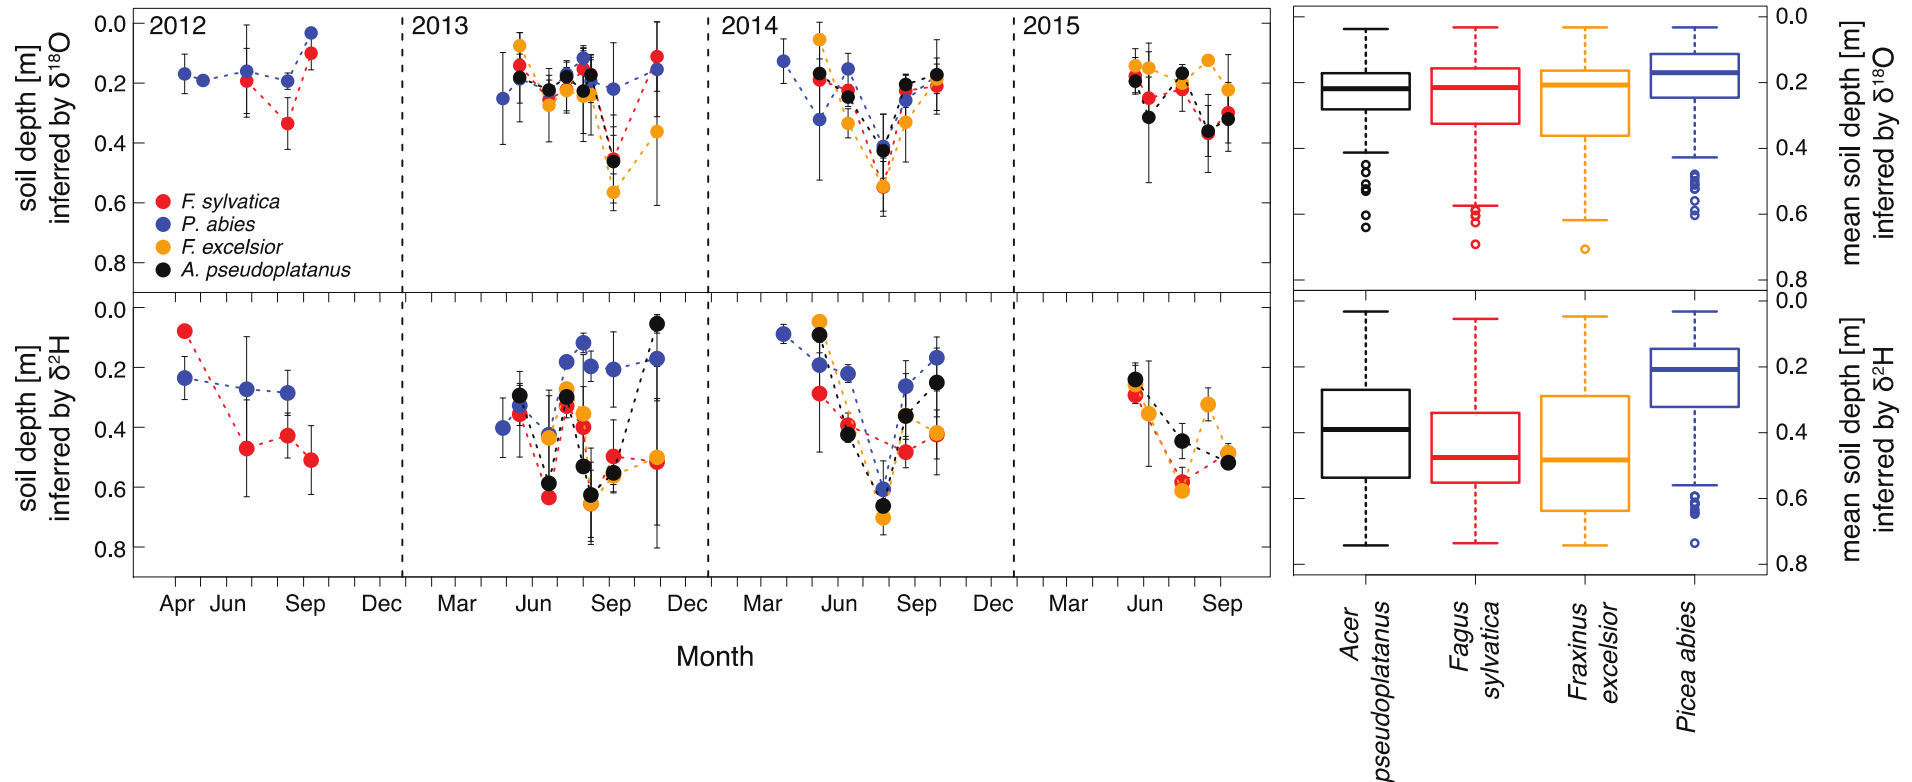 2012
2013
2014
2015
soil depth [m]
inferred by δ¹⁸O
0.0
0.2
0.4
0.6
0.8
F. sylvatica
P. abies
F. excelsior
A. pseudoplatanus
0.0
0.2
0.4
0.6
0.8
mean soil depth [m]
inferred by δ¹⁸O
soil depth [m]
inferred by δ²H
0.0
0.2
0.4
0.6
0.8
0.0
0.2
0.4
0.6
0.8
mean soil depth [m]
inferred by δ²H
Apr Jun Sep Dec Mar Jun Sep Dec Mar Jun Sep Dec Mar Jun Sep
Month
Acer
pseudoplatanus
Fagus
sylvatica
Fraxinus
excelsior
Picea abies